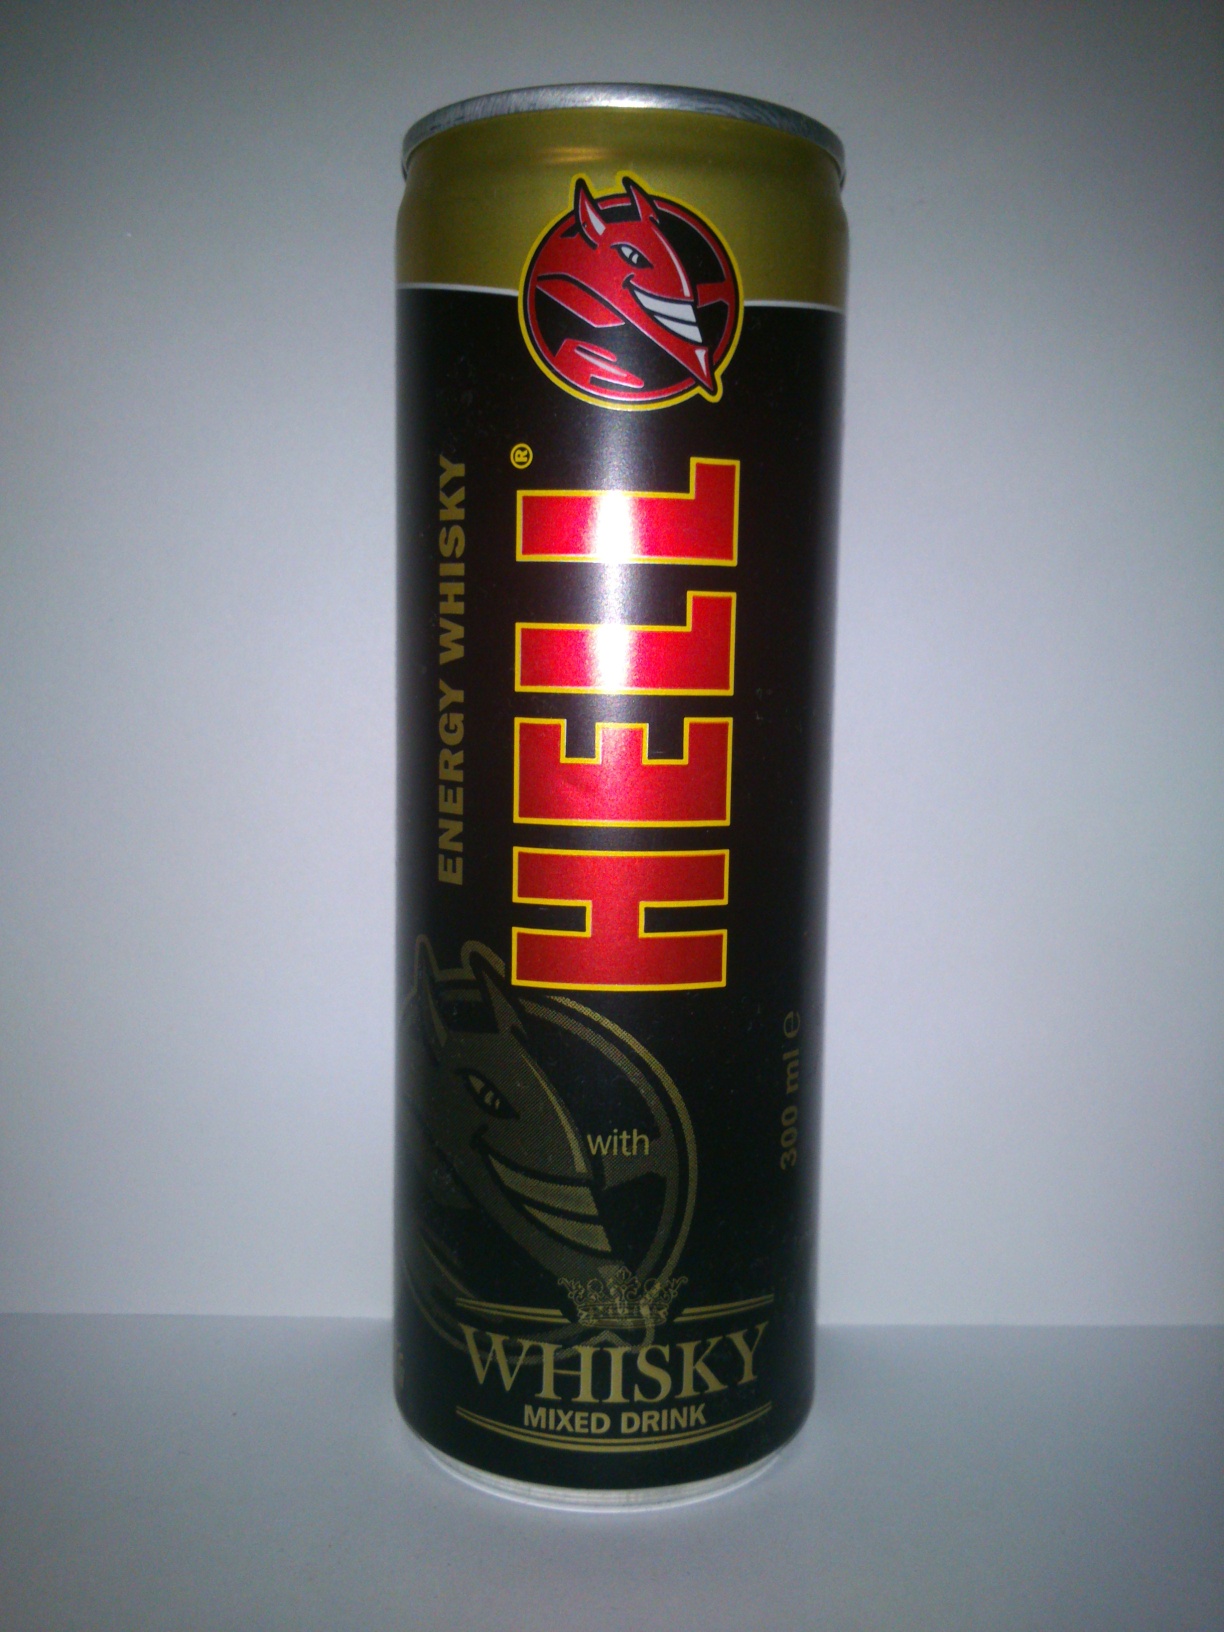 HELL®
ENERGY WHISKY
with
WHISKY
MIXED DRINK
300 ml ℮